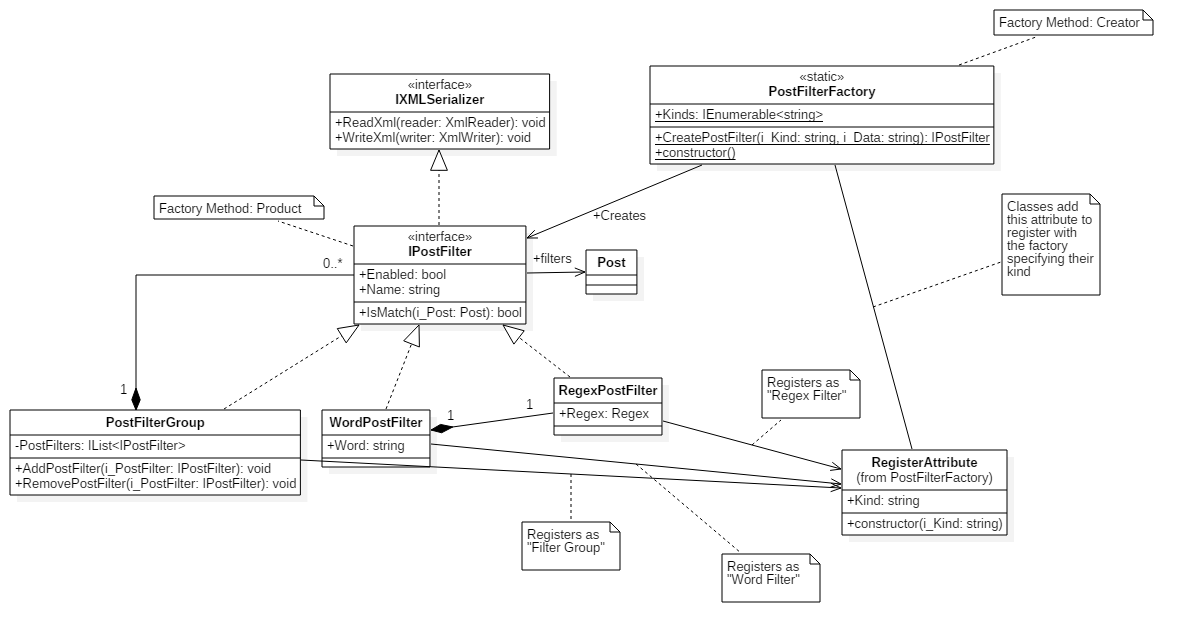 Factory Method: Creator
«interface»
IXMLSerializer
+ReadXml(reader: XmlReader): void
+WriteXml(writer: XmlWriter): void
«static»
PostFilterFactory
+Kinds: IEnumerable<string>
+CreatePostFilter(i_Kind: string, i_Data: string): IPostFilter
+constructor()
Factory Method: Product
+Creates
Classes add
this attribute to
register with
the factory
specifying their
kind
«interface»
IPostFilter
+Enabled: bool
+Name: string
+IsMatch(i_Post: Post): bool
0..*
+filters
Post
1
PostFilterGroup
-PostFilters: IList<IPostFilter>
+AddPostFilter(i_PostFilter: IPostFilter): void
+RemovePostFilter(i_PostFilter: IPostFilter): void
WordPostFilter
+Word: string
1
1
RegexPostFilter
+Regex: Regex
Registers as
"Regex Filter"
RegisterAttribute
(from PostFilterFactory)
+Kind: string
+constructor(i_Kind: string)
Registers as
"Filter Group"
Registers as
"Word Filter"